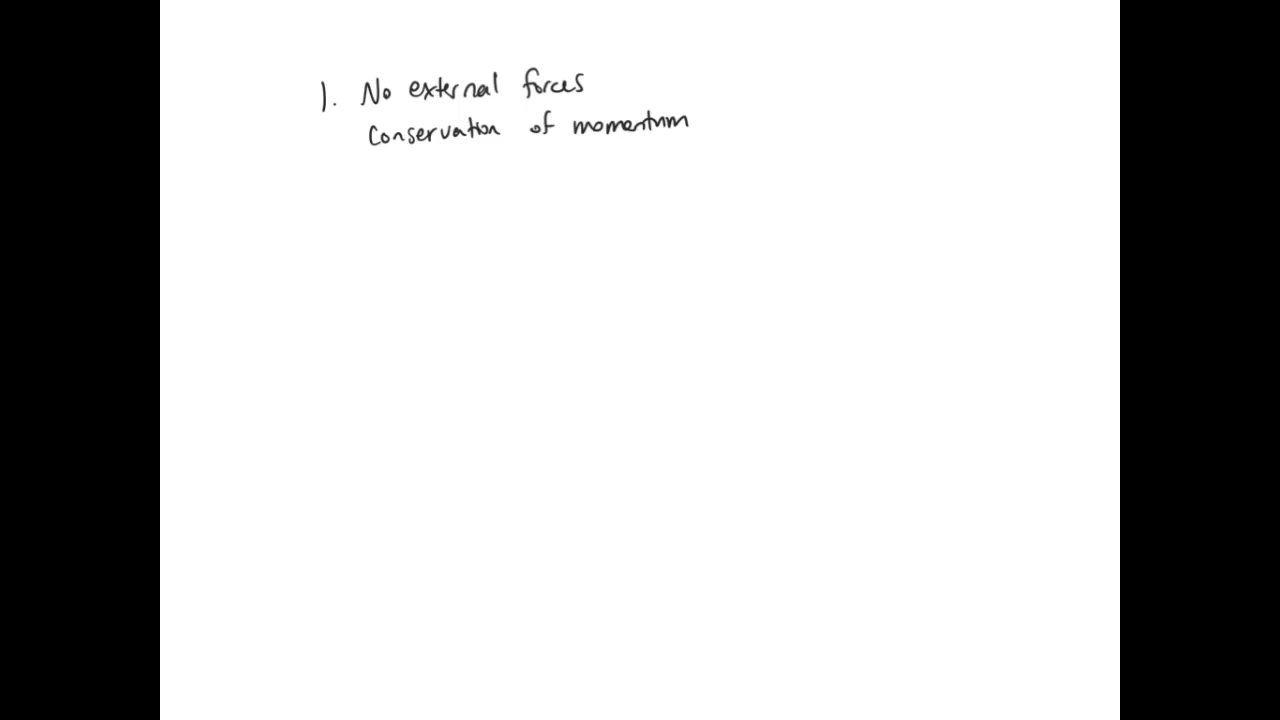 1. No external forces
Conservation of momentum